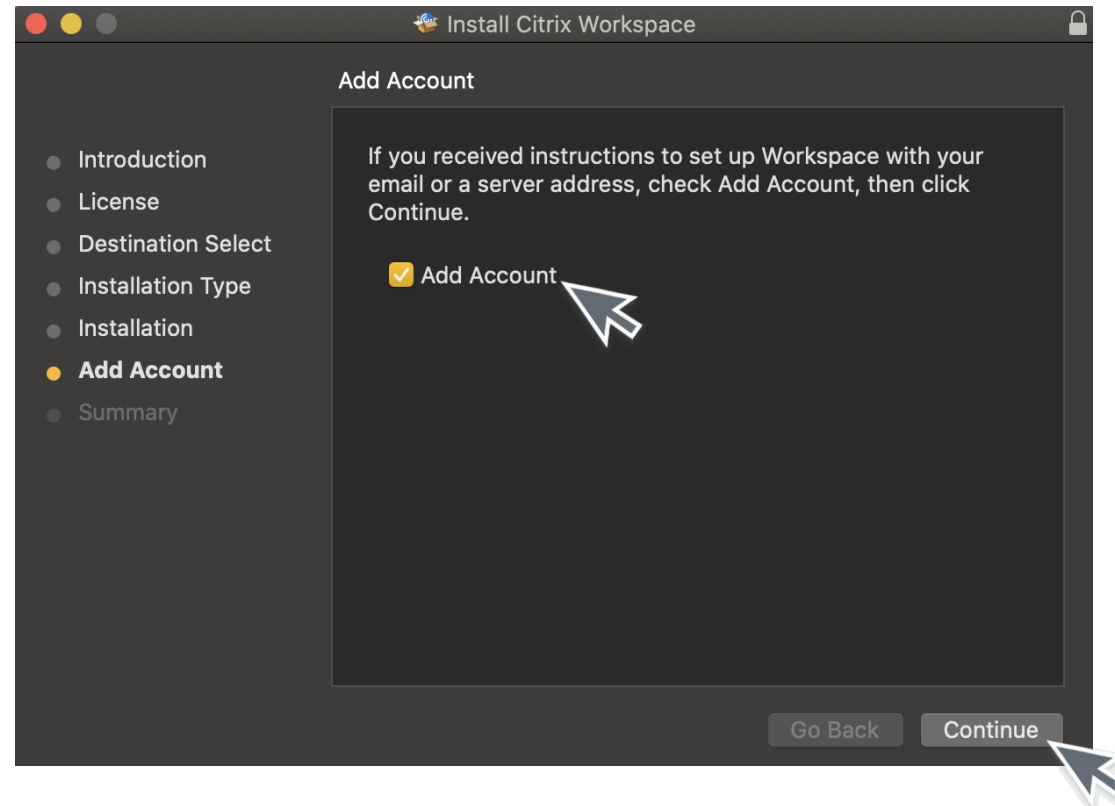 Install Citrix Workspace
Add Account
Introduction
License
Destination Select
Installation Type
Installation
Add Account
Summary
If you received instructions to set up Workspace with your
email or a server address, check Add Account, then click
Continue.
Add Account
Go Back
Continue